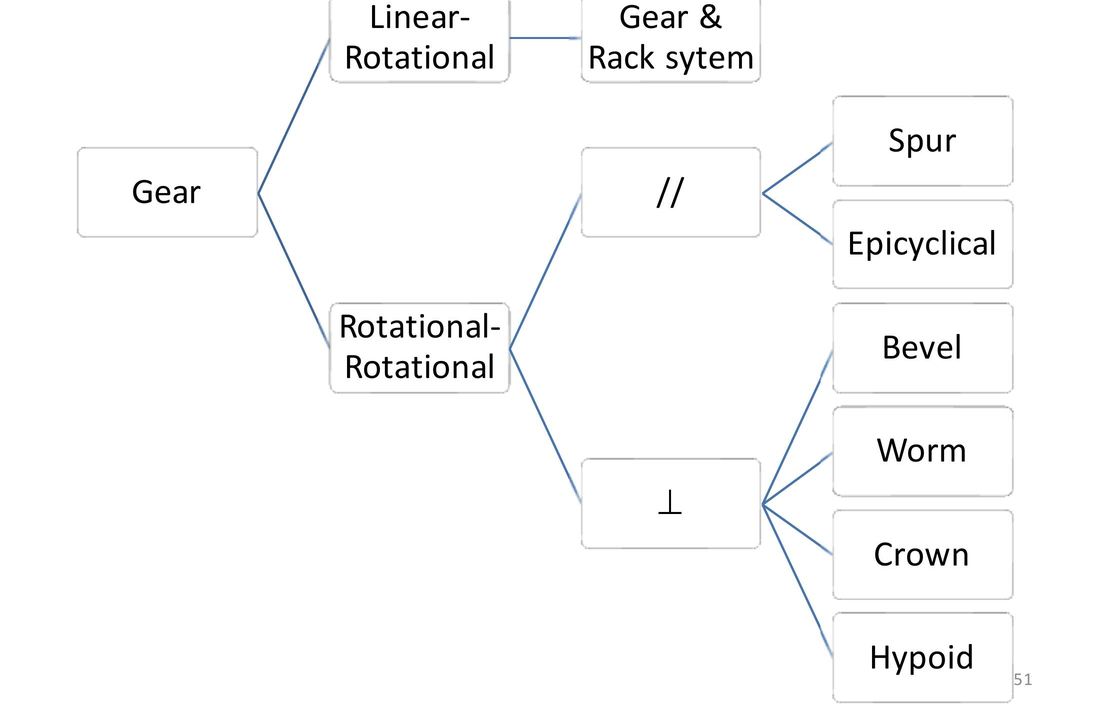 Linear-
Rotational
Gear &
Rack sytem
Gear
//
Spur
Epicyclical
Rotational-
Rotational
⊥
Bevel
Worm
Crown
Hypoid
51